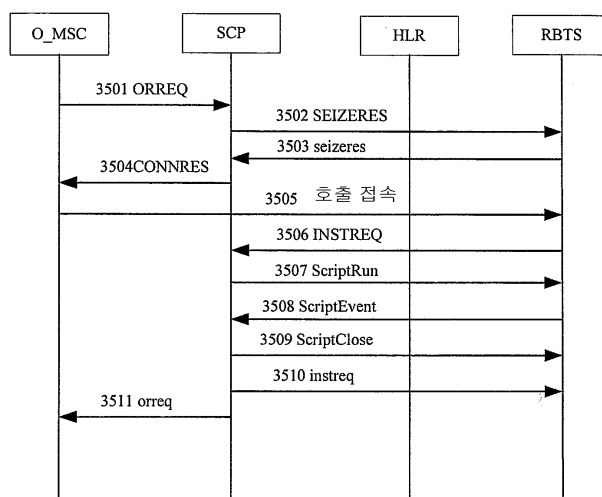 O_MSC SCP HLR RBTS
3501 ORREQ
3502 SEIZERES
3503 seizeres
3504CONNRES
3505 호출 접속
3506 INSTREQ
3507 ScriptRun
3508 ScriptEvent
3509 ScriptClose
3510 instreq
3511 orreq